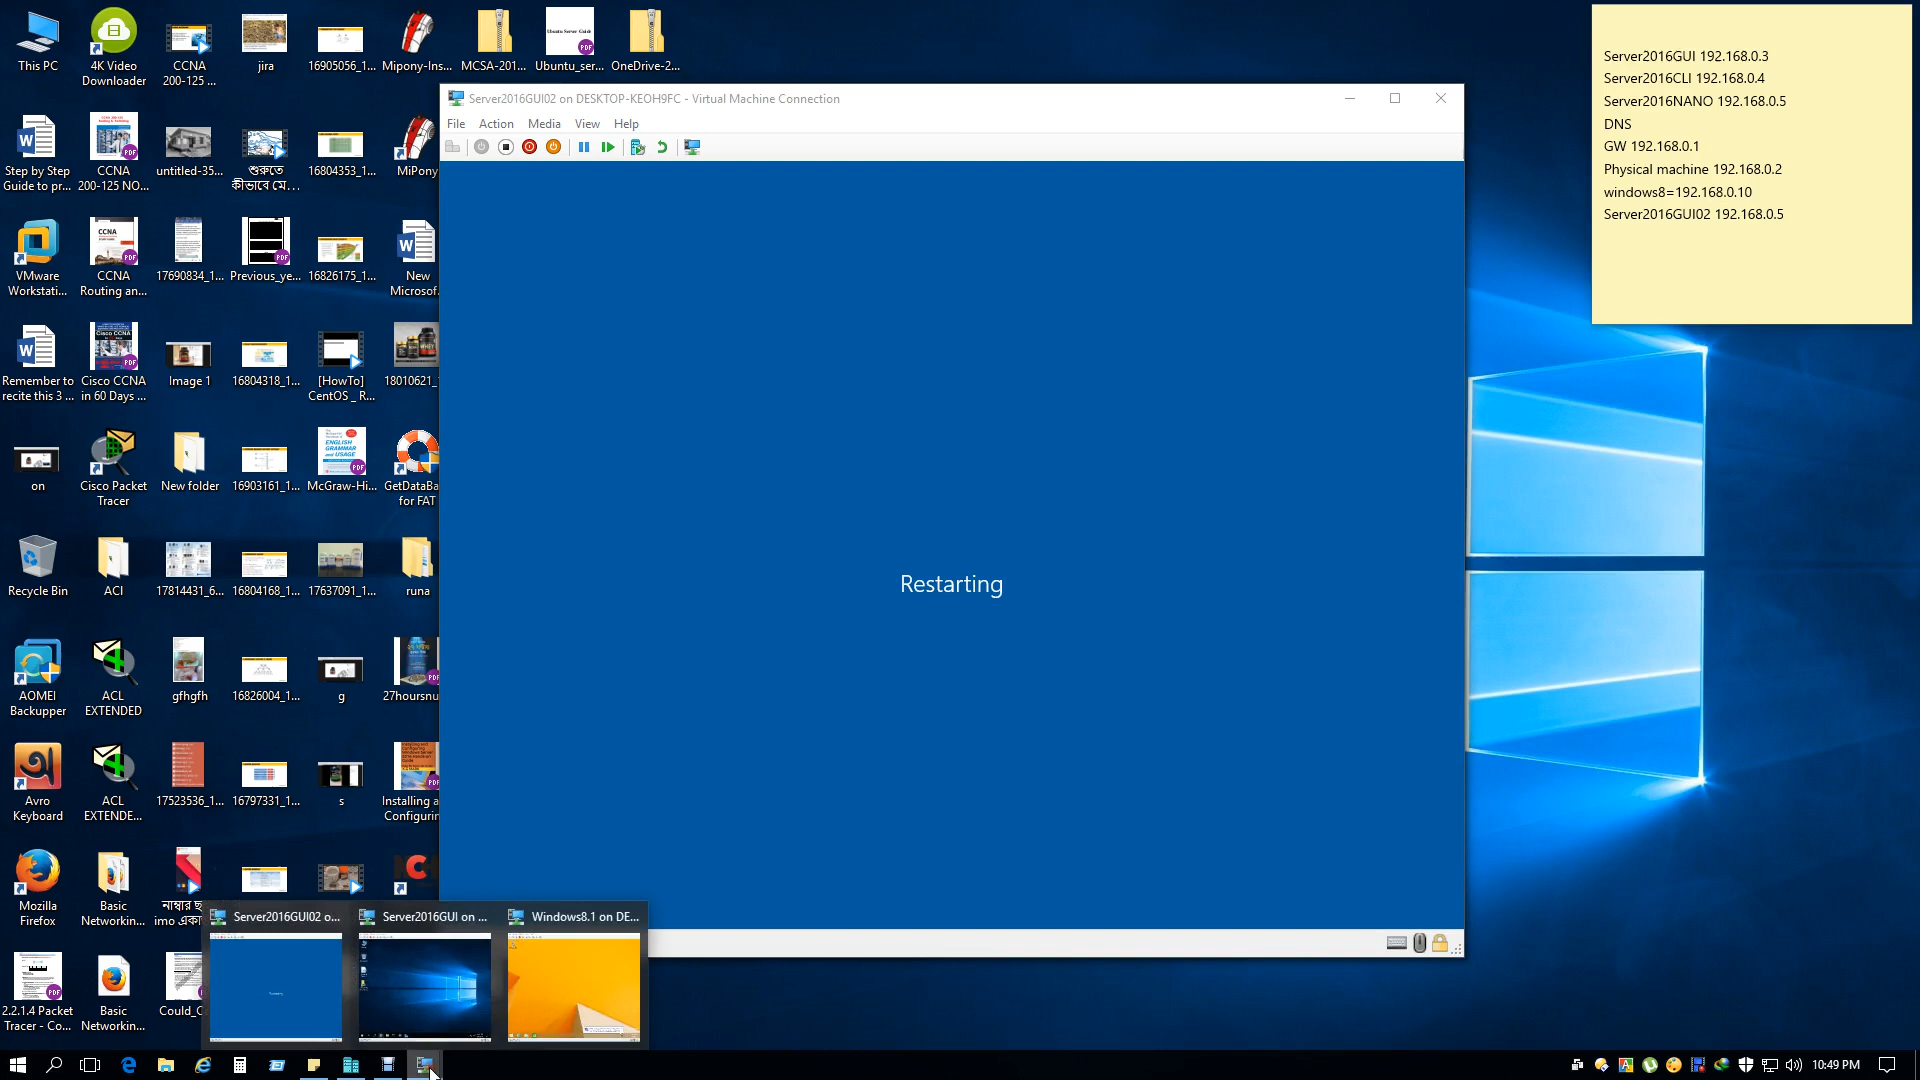 This PC
4K Video
Downloader
CCNA
200-125 ...
jira
16905056_1...
Mipony-Ins...
MCSA-201...
Ubuntu_ser...
OneDrive-2...
Step by Step
Guide to pr...
CCNA
200-125 NO...
untitled-35...
শুরুতে
কীভাবে মে...
16804353_1...
MiPony
VMware
Workstati...
CCNA
Routing an...
17690834_1...
Previous_ye...
16826175_1...
New
Microsof.
Remember to
recite this 3 ...
Cisco CCNA
in 60 Days ...
Image 1
16804318_1...
[HowTo]
CentOS _ R...
18010621_
on
Cisco Packet
Tracer
New folder
16903161_1...
McGraw-Hi...
GetDataBa
for FAT
Recycle Bin
ACI
17814431_6...
16804168_1...
17637091_1...
runa
AOMEI
Backupper
ACL
EXTENDED
gfhgfh
16826004_1...
g
27hoursnu
Avro
Keyboard
ACL
EXTENDE...
17523536_1...
16797331_1...
s
Installing a
Configurin
Mozilla
Firefox
Basic
Networkin...
নাম্বার ছ
imo একা
2.2.1.4 Packet
Tracer - Co...
Basic
Networkin...
Could_C
Server2016GUI02 on DESKTOP-KEOH9FC - Virtual Machine Connection
File Action Media View Help
Restarting
Server2016GUI02 o...
Server2016GUI on ...
Windows8.1 on DE...
Server2016GUI 192.168.0.3
Server2016CLI 192.168.0.4
Server2016NANO 192.168.0.5
DNS
GW 192.168.0.1
Physical machine 192.168.0.2
windows8=192.168.0.10
Server2016GUI02 192.168.0.5
10:49 PM